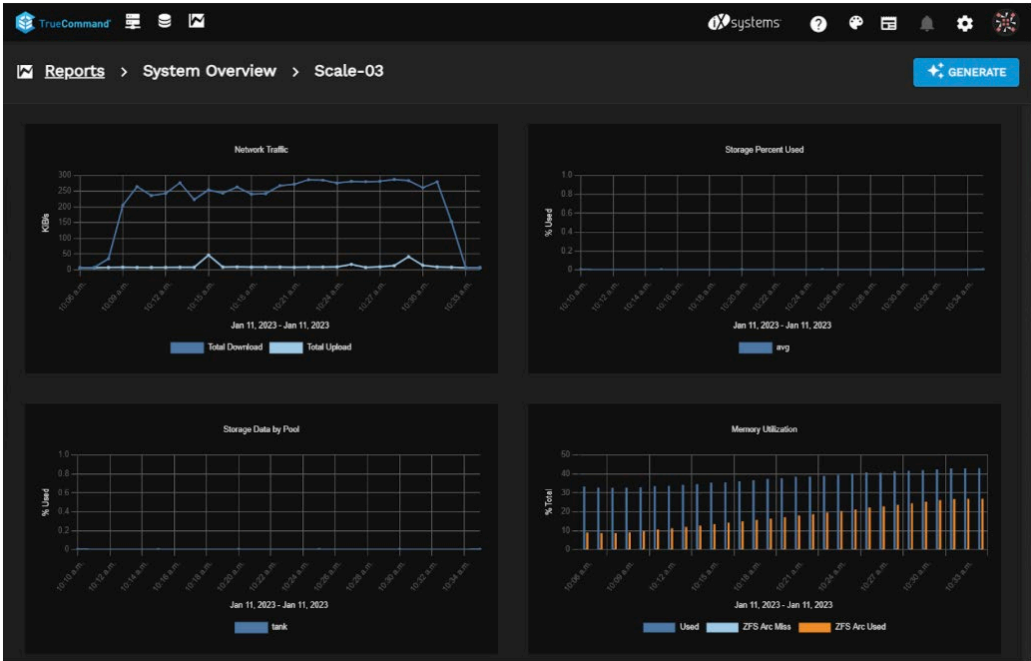 TrueCommand
iXsystems
Reports > System Overview > Scale-03
GENERATE
Network Traffic
KiB/s
300
250
200
150
100
50
0
10:06 a.m.
10:09 a.m.
10:12 a.m.
10:15 a.m.
10:18 a.m.
10:21 a.m.
10:24 a.m.
10:27 a.m.
10:30 a.m.
10:33 a.m.
Jan 11, 2023 - Jan 11, 2023
Total Download Total Upload
Storage Percent Used
% Used
1.0
0.8
0.6
0.4
0.2
0
10:10 a.m.
10:12 a.m.
10:14 a.m.
10:16 a.m.
10:18 a.m.
10:20 a.m.
10:22 a.m.
10:24 a.m.
10:26 a.m.
10:28 a.m.
10:30 a.m.
10:32 a.m.
10:34 a.m.
Jan 11, 2023 - Jan 11, 2023
avg
Storage Data by Pool
% Used
1.0
0.8
0.6
0.4
0.2
0
10:10 a.m.
10:12 a.m.
10:14 a.m.
10:16 a.m.
10:18 a.m.
10:20 a.m.
10:22 a.m.
10:24 a.m.
10:26 a.m.
10:28 a.m.
10:30 a.m.
10:32 a.m.
10:34 a.m.
Jan 11, 2023 - Jan 11, 2023
tank
Memory Utilization
% Total
50
40
30
20
10
0
10:06 a.m.
10:09 a.m.
10:12 a.m.
10:15 a.m.
10:18 a.m.
10:21 a.m.
10:24 a.m.
10:27 a.m.
10:30 a.m.
10:33 a.m.
Jan 11, 2023 - Jan 11, 2023
Used ZFS Arc Miss ZFS Arc Used